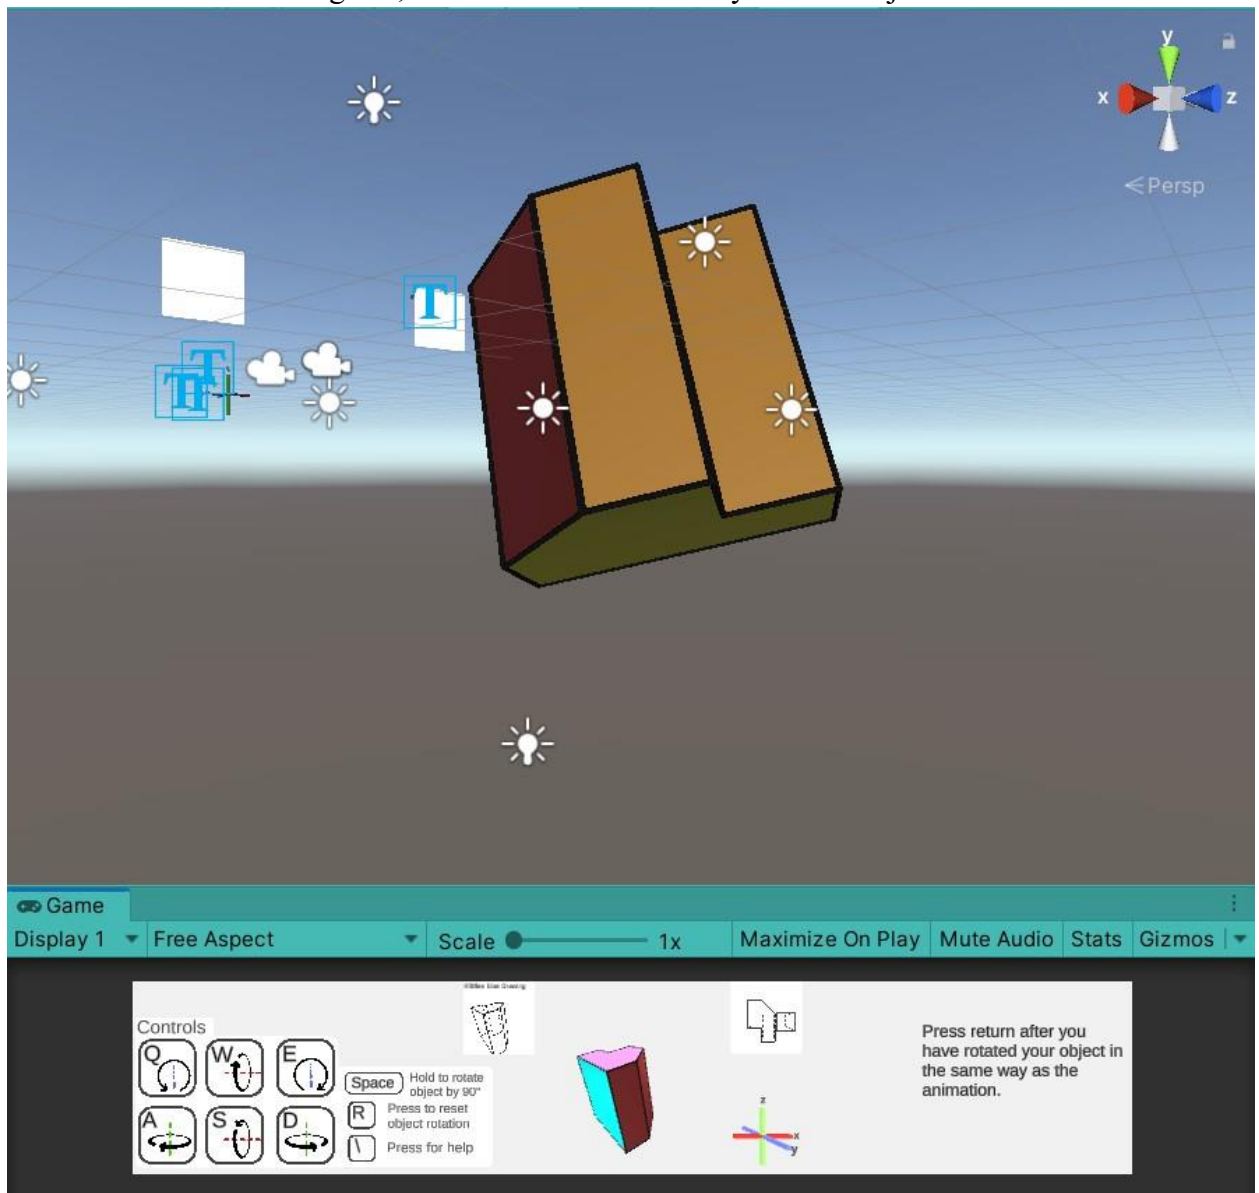 y
x
z
Persp
T
T
T
T
Game
Display 1
Free Aspect
Scale
1x
Maximize On Play
Mute Audio
Stats
Gizmos
Controls
Q
W
E
A
S
D
Space
Hold to rotate
object by 90°
R
Press to reset
object rotation
\
Press for help
z
x
y
Press return after you
have rotated your object in
the same way as the
animation.